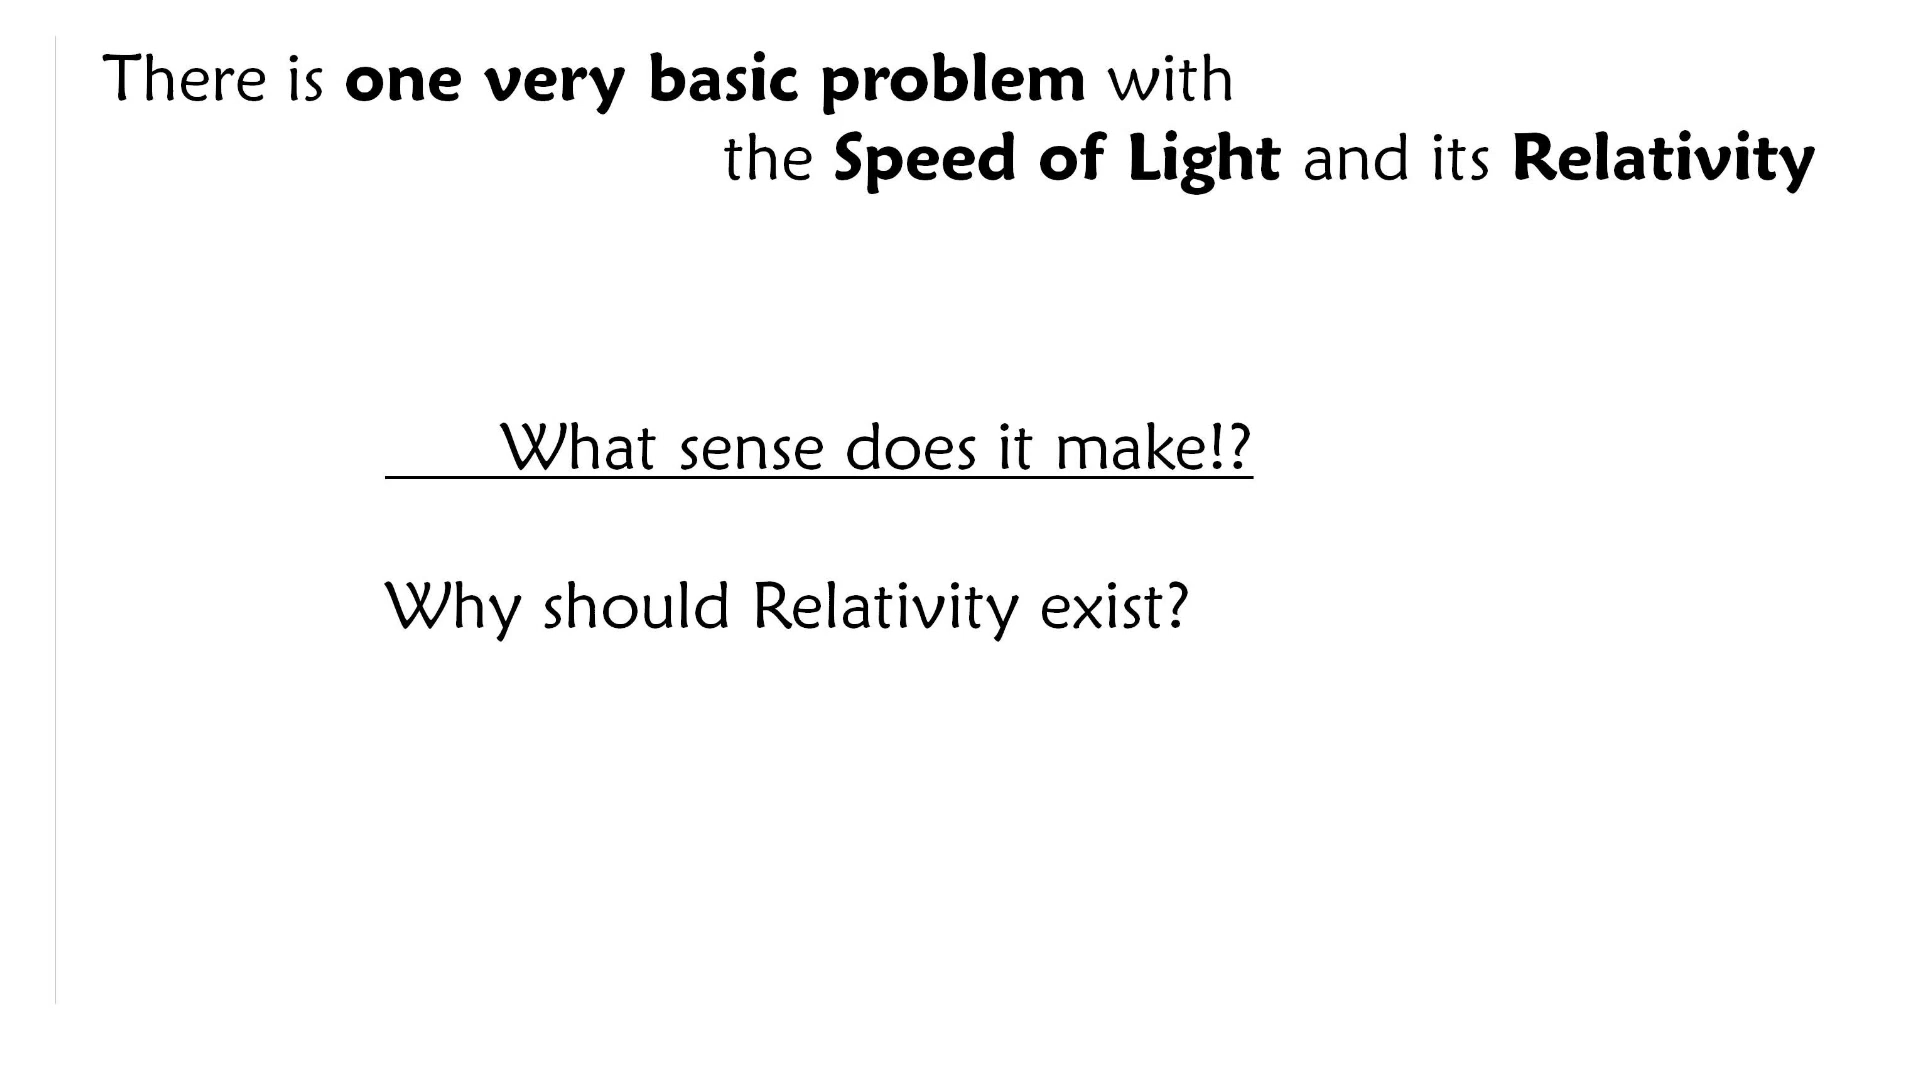 There is one very basic problem with
the Speed of Light and its Relativity
What sense does it make!?
Why should Relativity exist?